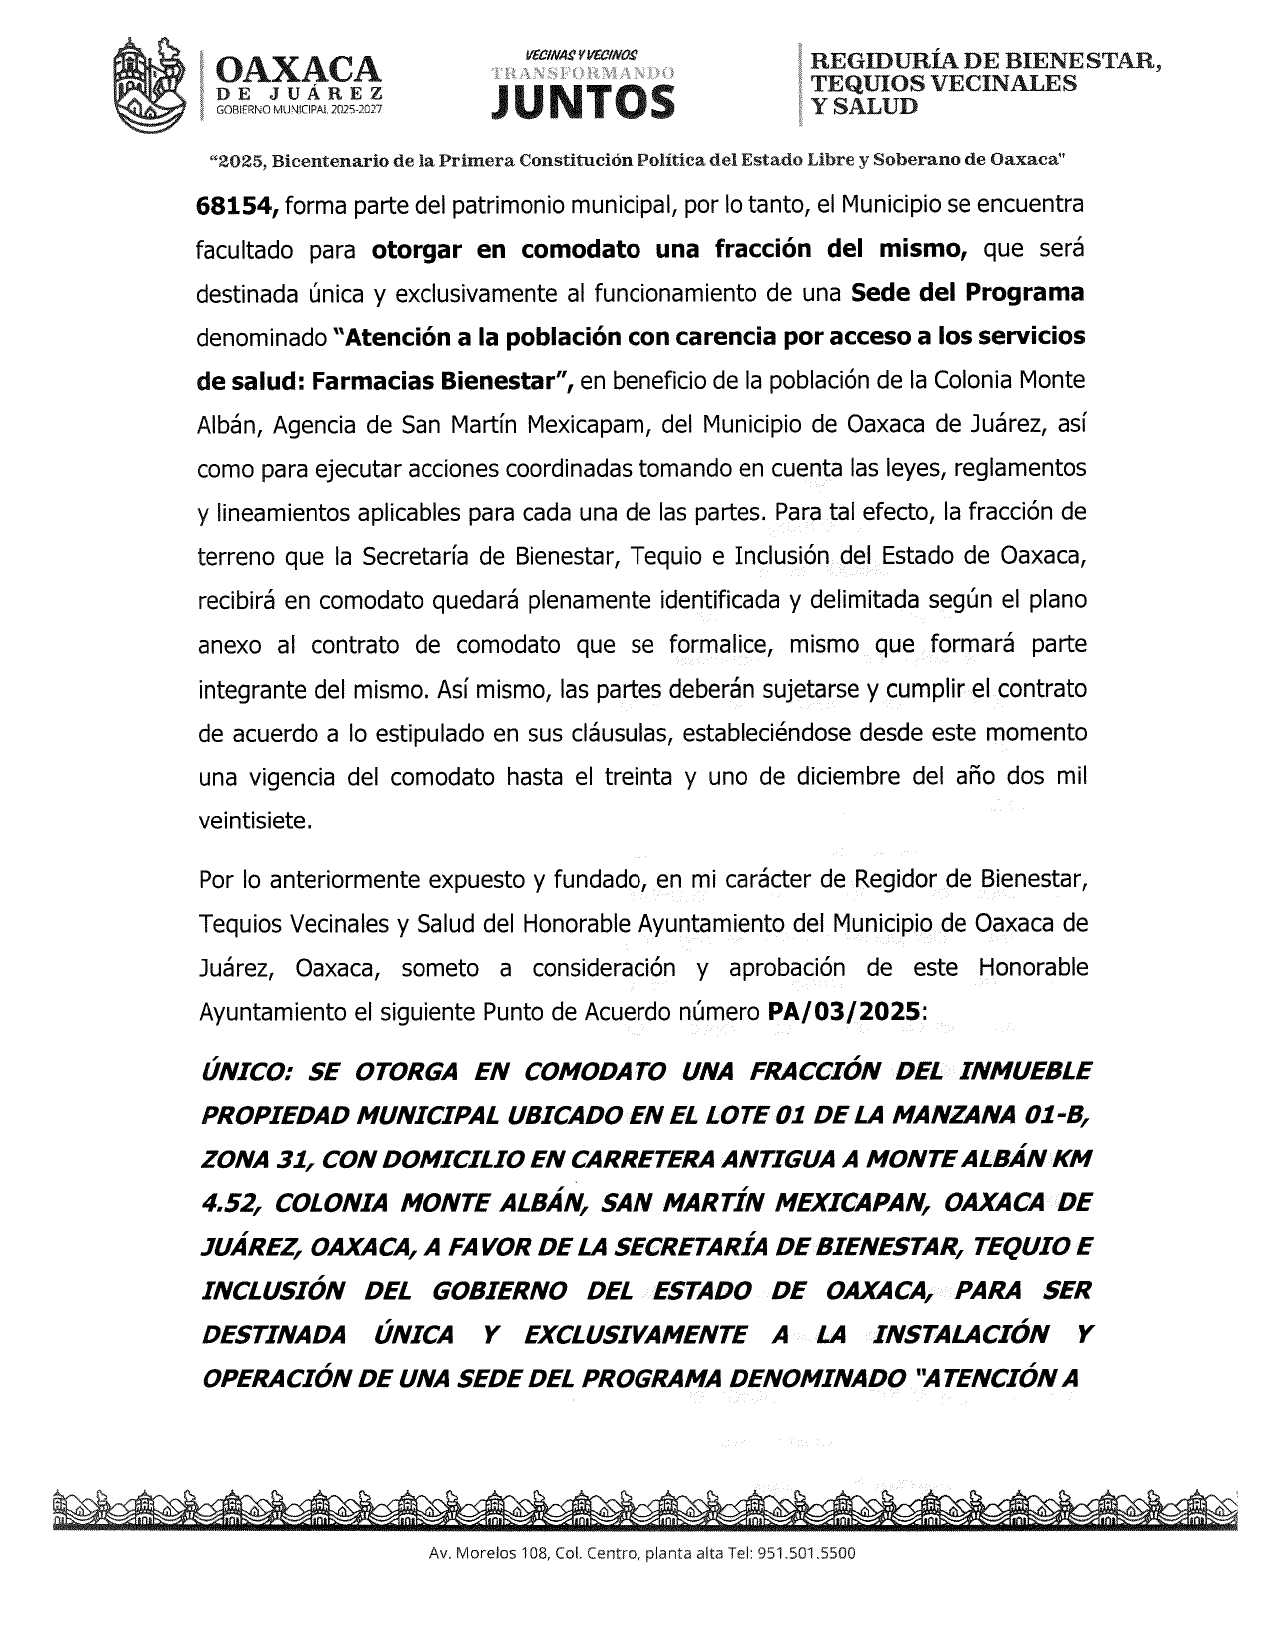 OAXACA
DE JUÁREZ
GOBIERNO MUNICIPAL 2025-2027
VECINAS Y VECINOS
TRANSFORMANDO
JUNTOS
REGIDURÍA DE BIENESTAR,
TEQUIOS VECINALES
Y SALUD
“2025, Bicentenario de la Primera Constitución Política del Estado Libre y Soberano de Oaxaca"
68154, forma parte del patrimonio municipal, por lo tanto, el Municipio se encuentra
facultado para otorgar en comodato una fracción del mismo, que será
destinada única y exclusivamente al funcionamiento de una Sede del Programa
denominado “Atención a la población con carencia por acceso a los servicios
de salud: Farmacias Bienestar”, en beneficio de la población de la Colonia Monte
Albán, Agencia de San Martín Mexicapam, del Municipio de Oaxaca de Juárez, así
como para ejecutar acciones coordinadas tomando en cuenta las leyes, reglamentos
y lineamientos aplicables para cada una de las partes. Para tal efecto, la fracción de
terreno que la Secretaría de Bienestar, Tequio e Inclusión del Estado de Oaxaca,
recibirá en comodato quedará plenamente identificada y delimitada según el plano
anexo al contrato de comodato que se formalice, mismo que formará parte
integrante del mismo. Así mismo, las partes deberán sujetarse y cumplir el contrato
de acuerdo a lo estipulado en sus cláusulas, estableciéndose desde este momento
una vigencia del comodato hasta el treinta y uno de diciembre del año dos mil
veintisiete.
Por lo anteriormente expuesto y fundado, en mi carácter de Regidor de Bienestar,
Tequios Vecinales y Salud del Honorable Ayuntamiento del Municipio de Oaxaca de
Juárez, Oaxaca, someto a consideración y aprobación de este Honorable
Ayuntamiento el siguiente Punto de Acuerdo número PA/03/2025:
ÚNICO: SE OTORGA EN COMODATO UNA FRACCIÓN DEL INMUEBLE
PROPIEDAD MUNICIPAL UBICADO EN EL LOTE 01 DE LA MANZANA 01-B,
ZONA 31, CON DOMICILIO EN CARRETERA ANTIGUA A MONTE ALBÁN KM
4.52, COLONIA MONTE ALBÁN, SAN MARTÍN MEXICAPAN, OAXACA DE
JUÁREZ, OAXACA, A FAVOR DE LA SECRETARÍA DE BIENESTAR, TEQUIO E
INCLUSIÓN DEL GOBIERNO DEL ESTADO DE OAXACA, PARA SER
DESTINADA ÚNICA Y EXCLUSIVAMENTE A LA INSTALACIÓN Y
OPERACIÓN DE UNA SEDE DEL PROGRAMA DENOMINADO "ATENCIÓN A
Av. Morelos 108, Col. Centro, planta alta Tel: 951.501.5500